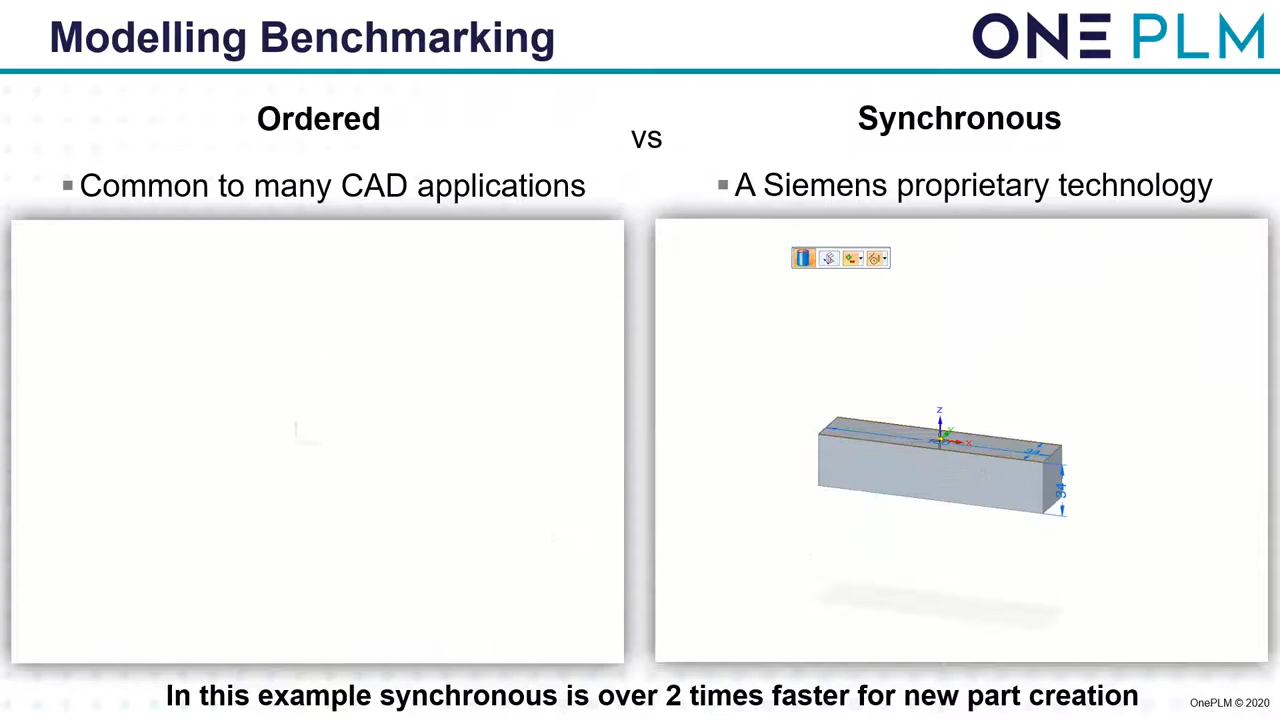 Modelling Benchmarking
ONE PLM
Ordered
vs
Synchronous
▪ Common to many CAD applications
▪ A Siemens proprietary technology
z
x
34
In this example synchronous is over 2 times faster for new part creation
OnePLM © 2020